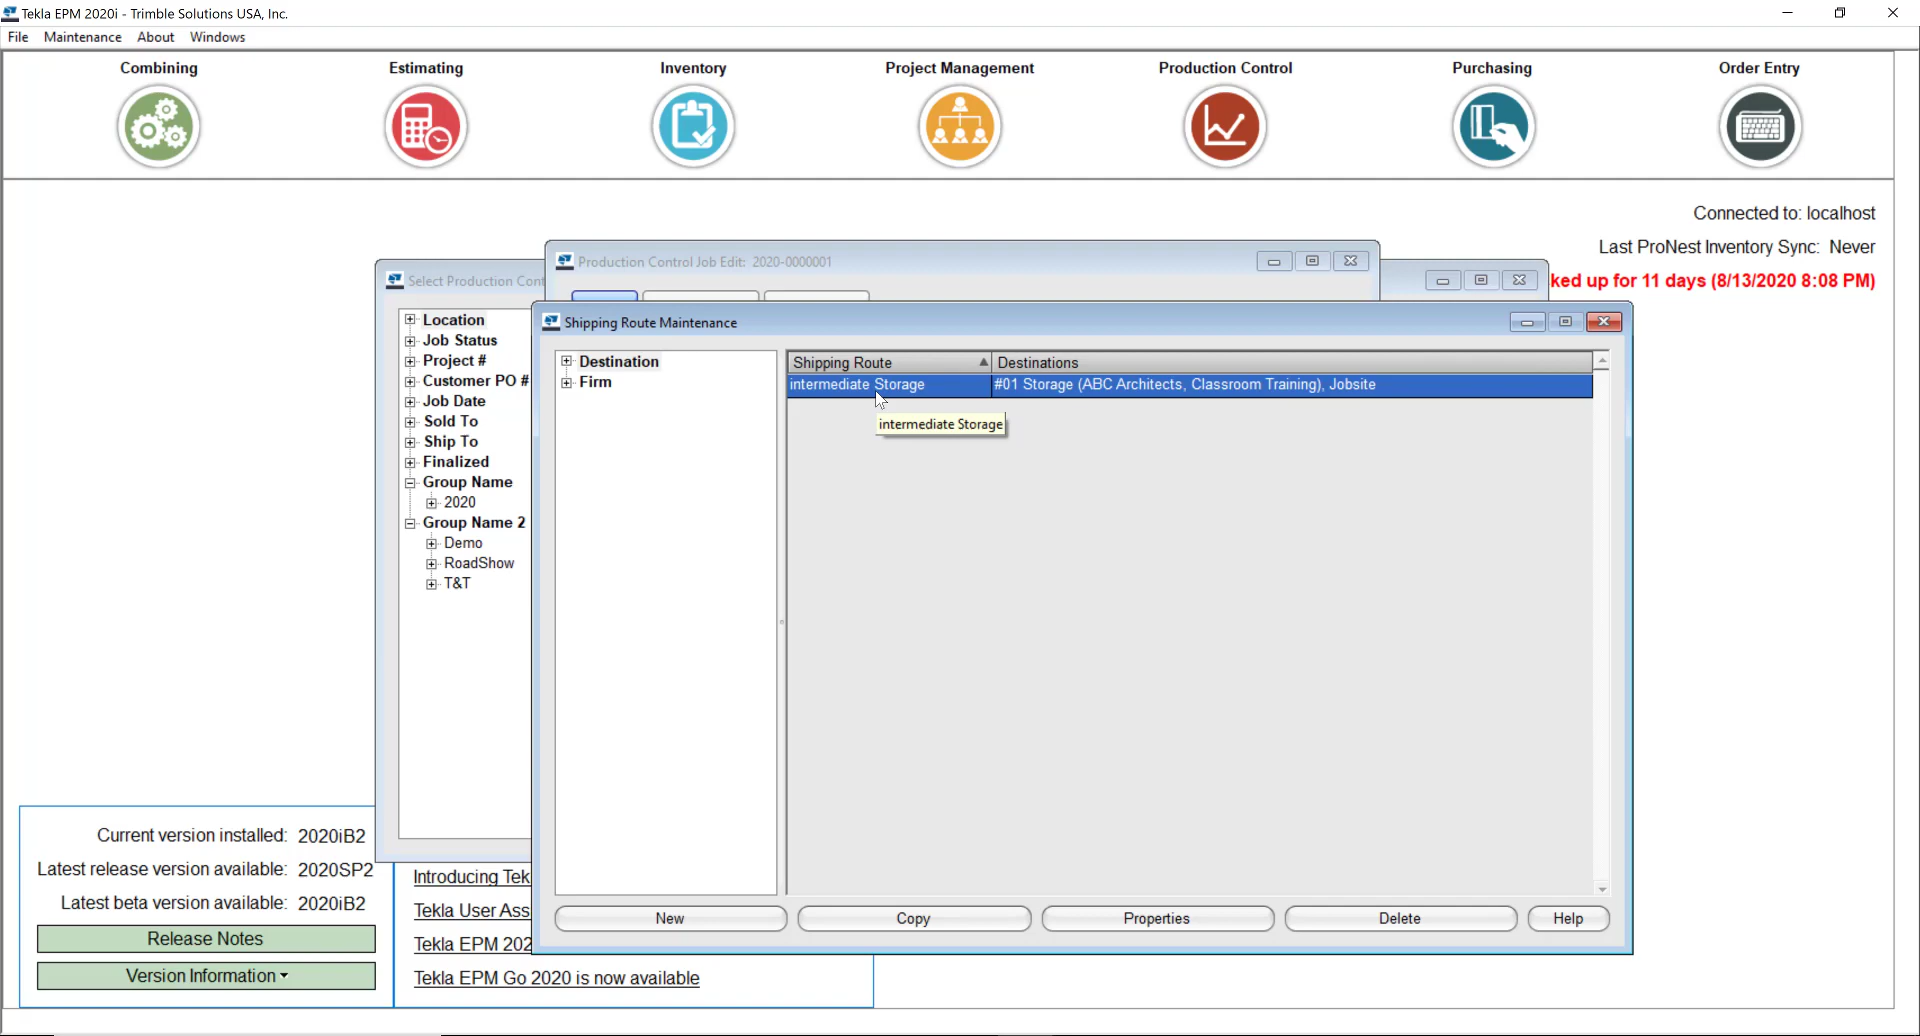 Tekla EPM 2020i - Trimble Solutions USA, Inc.
File Maintenance About Windows
Combining Estimating Inventory Project Management Production Control Purchasing Order Entry
Connected to: localhost
Last ProNest Inventory Sync: Never
ked up for 11 days (8/13/2020 8:08 PM)
Production Control Job Edit: 2020-0000001
Select Production Cont
Location
Job Status
Project #
Customer PO #
Job Date
Sold To
Ship To
Finalized
Group Name
2020
Group Name 2
Demo
RoadShow
T&T
Shipping Route Maintenance
Destination
Firm
Shipping Route Destinations
intermediate Storage #01 Storage (ABC Architects, Classroom Training), Jobsite
intermediate Storage
New Copy Properties Delete Help
Current version installed: 2020iB2
Latest release version available: 2020SP2
Latest beta version available: 2020iB2
Release Notes
Version Information
Introducing Tek
Tekla User Ass
Tekla EPM 202
Tekla EPM Go 2020 is now available